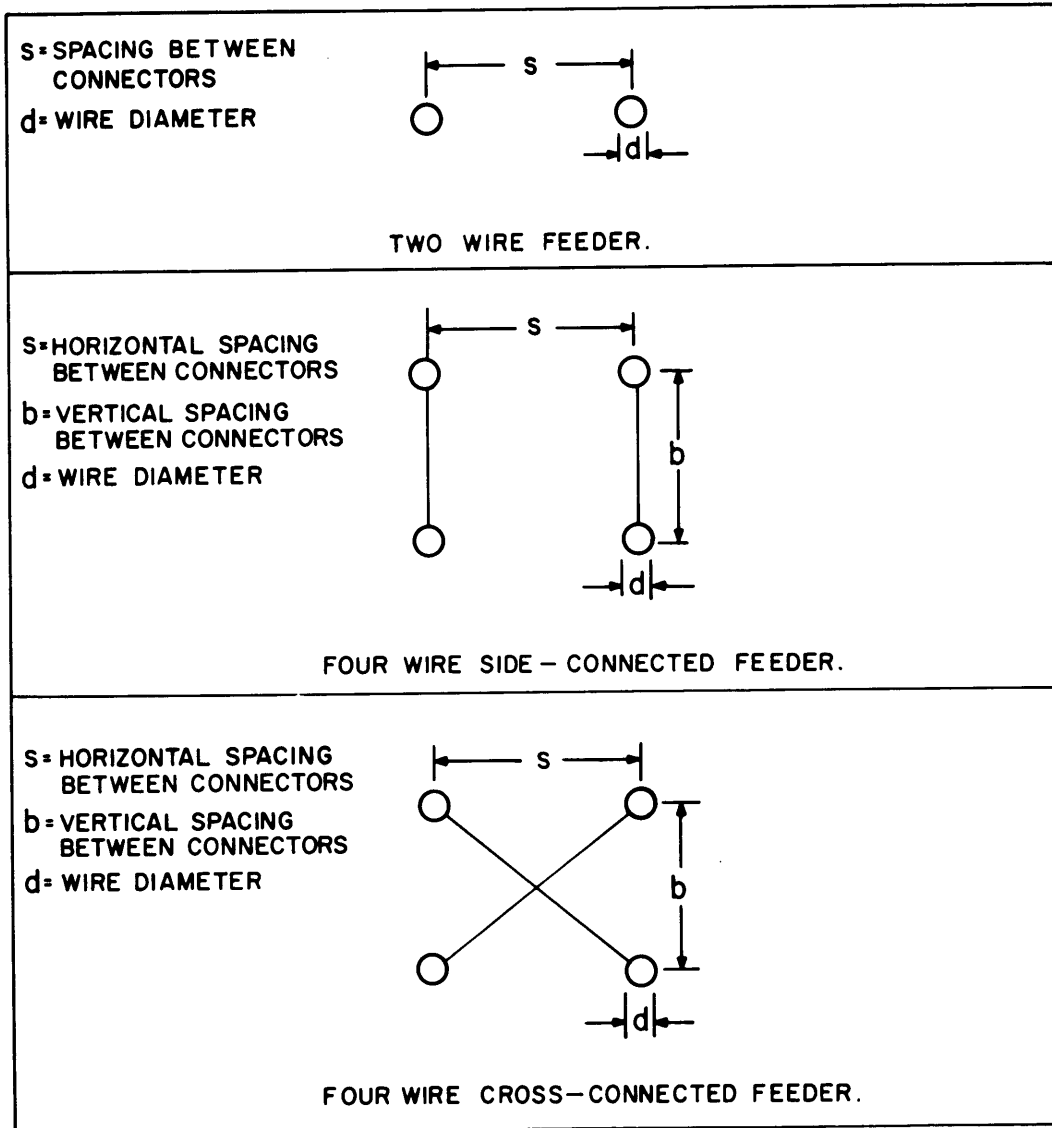 s=SPACING BETWEEN
CONNECTORS
d=WIRE DIAMETER
s
d
TWO WIRE FEEDER.
s=HORIZONTAL SPACING
BETWEEN CONNECTORS
b=VERTICAL SPACING
BETWEEN CONNECTORS
d=WIRE DIAMETER
s
b
d
FOUR WIRE SIDE-CONNECTED FEEDER.
s=HORIZONTAL SPACING
BETWEEN CONNECTORS
b=VERTICAL SPACING
BETWEEN CONNECTORS
d=WIRE DIAMETER
s
b
d
FOUR WIRE CROSS-CONNECTED FEEDER.